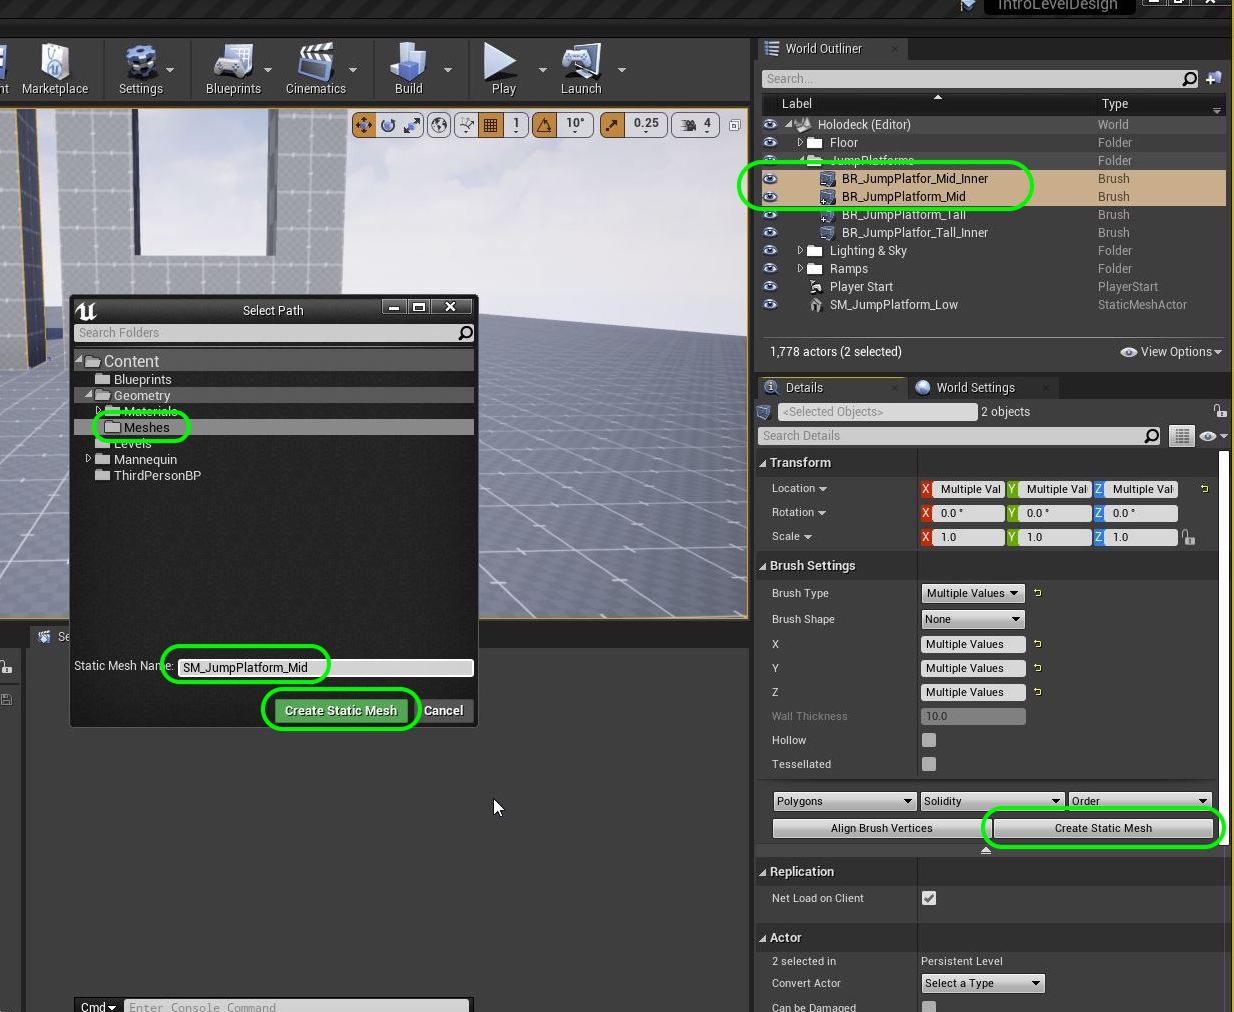 IntroLevelDesign
nt
Marketplace
Settings
Blueprints
Cinematics
Build
Play
Launch
World Outliner
Search...
Label
Type
1
10°
0.25
4
Holodeck (Editor)
World
Floor
Folder
JumpPlatforms
Folder
BR_JumpPlatfor_Mid_Inner
Brush
BR_JumpPlatform_Mid
Brush
BR_JumpPlatform_Tall
Brush
BR_JumpPlatfor_Tall_Inner
Brush
Lighting & Sky
Folder
Ramps
Folder
Player Start
PlayerStart
SM_JumpPlatform_Low
StaticMeshActor
1,778 actors (2 selected)
View Options
Select Path
Search Folders
Content
Blueprints
Geometry
Materials
Meshes
Levels
Mannequin
ThirdPersonBP
Static Mesh Name:
SM_JumpPlatform_Mid
Create Static Mesh
Cancel
Se
Cmd
Enter Console Command
Details
World Settings
<Selected Objects>
2 objects
Search Details
Transform
Location
X Multiple Val Y Multiple Val Z Multiple Val
Rotation
X 0.0 ° Y 0.0 ° Z 0.0 °
Scale
X 1.0 Y 1.0 Z 1.0
Brush Settings
Brush Type
Multiple Values
Brush Shape
None
X
Multiple Values
Y
Multiple Values
Z
Multiple Values
Wall Thickness
10.0
Hollow
Tessellated
Polygons
Solidity
Order
Align Brush Vertices
Create Static Mesh
Replication
Net Load on Client
Actor
2 selected in
Persistent Level
Convert Actor
Select a Type
Can be Damaged